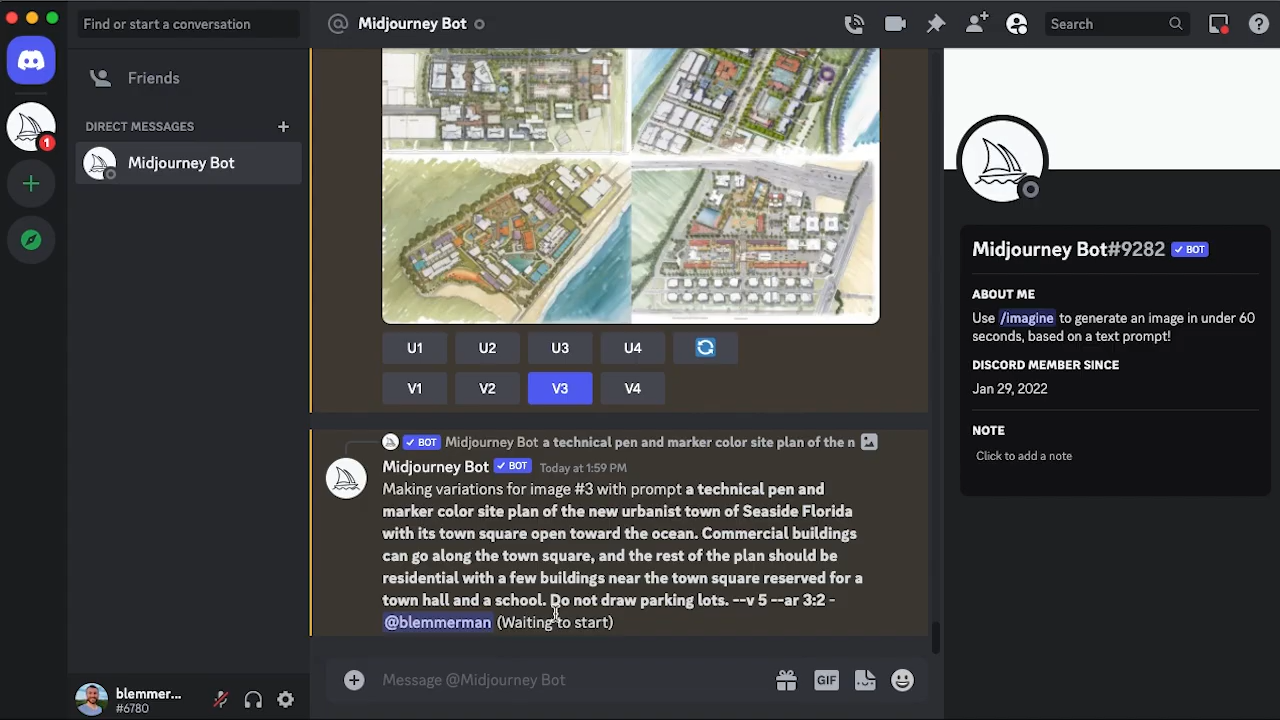 Find or start a conversation
Midjourney Bot
Search
Friends
DIRECT MESSAGES
Midjourney Bot
1
U1 U2 U3 U4
V1 V2 V3 V4
BOT Midjourney Bot a technical pen and marker color site plan of the n
Midjourney Bot BOT Today at 1:59 PM
Making variations for image #3 with prompt a technical pen and
marker color site plan of the new urbanist town of Seaside Florida
with its town square open toward the ocean. Commercial buildings
can go along the town square, and the rest of the plan should be
residential with a few buildings near the town square reserved for a
town hall and a school. Do not draw parking lots. --v 5 --ar 3:2 -
@blemmerman (Waiting to start)
Message @Midjourney Bot
GIF
blemmer...
#6780
Midjourney Bot#9282 BOT
ABOUT ME
Use /imagine to generate an image in under 60
seconds, based on a text prompt!
DISCORD MEMBER SINCE
Jan 29, 2022
NOTE
Click to add a note